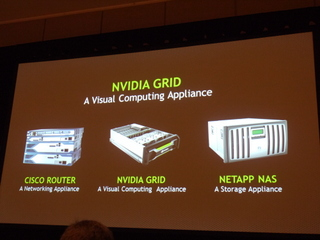 NVIDIA GRID
A Visual Computing Appliance
CISCO ROUTER
A Networking Appliance
NVIDIA GRID
A Visual Computing Appliance
NETAPP NAS
A Storage Appliance